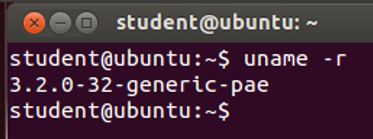 student@ubuntu: ~
student@ubuntu:~$ uname -r
3.2.0-32-generic-pae
student@ubuntu:~$